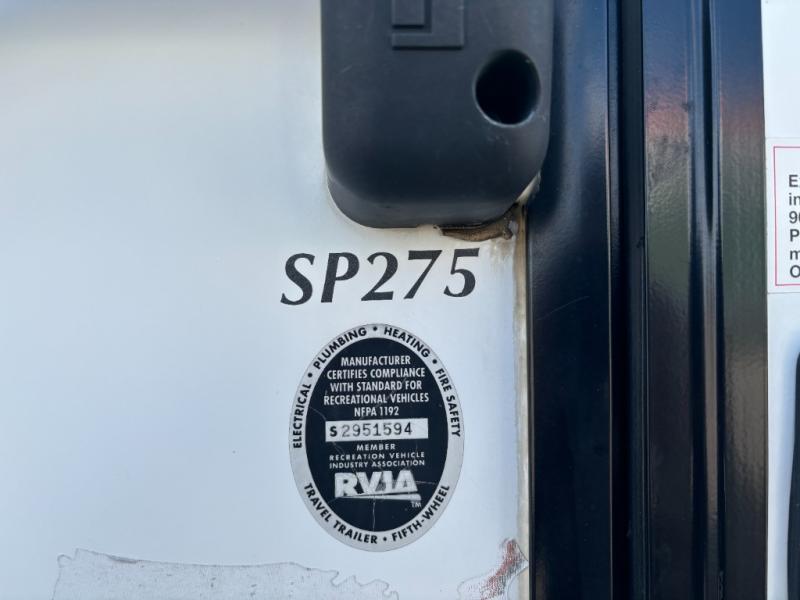 SP275
ELECTRICAL • PLUMBING • HEATING • FIRE SAFETY
MANUFACTURER
CERTIFIES COMPLIANCE
WITH STANDARD FOR
RECREATIONAL VEHICLES
NFPA 1192
S 2951594
MEMBER
RECREATION VEHICLE
INDUSTRY ASSOCIATION
RVIA
TM
TRAVEL TRAILER • FIFTH-WHEEL